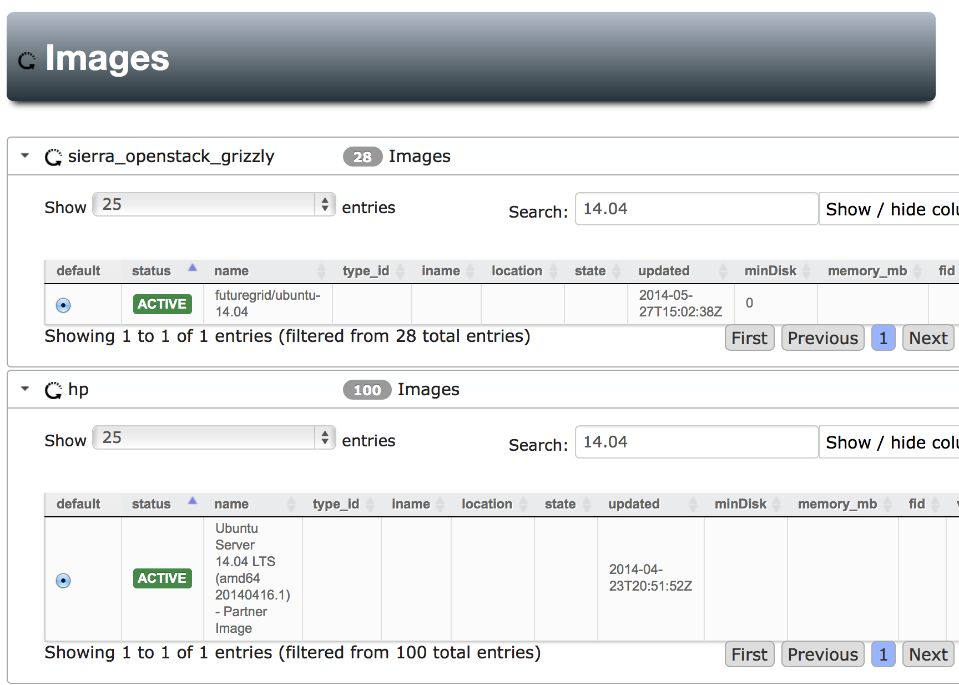 Images
sierra_openstack_grizzly 28 Images
Show 25 entries Search: 14.04 Show / hide colu
default status name type_id iname location state updated minDisk memory_mb fid
ACTIVE futuregrid/ubuntu- 2014-05- 0
14.04 27T15:02:38Z
Showing 1 to 1 of 1 entries (filtered from 28 total entries) First Previous 1 Next
hp 100 Images
Show 25 entries Search: 14.04 Show / hide colu
default status name type_id iname location state updated minDisk memory_mb fid
Ubuntu
Server
14.04 LTS
ACTIVE (amd64 2014-04-
20140416.1) 23T20:51:52Z
- Partner
Image
Showing 1 to 1 of 1 entries (filtered from 100 total entries) First Previous 1 Next